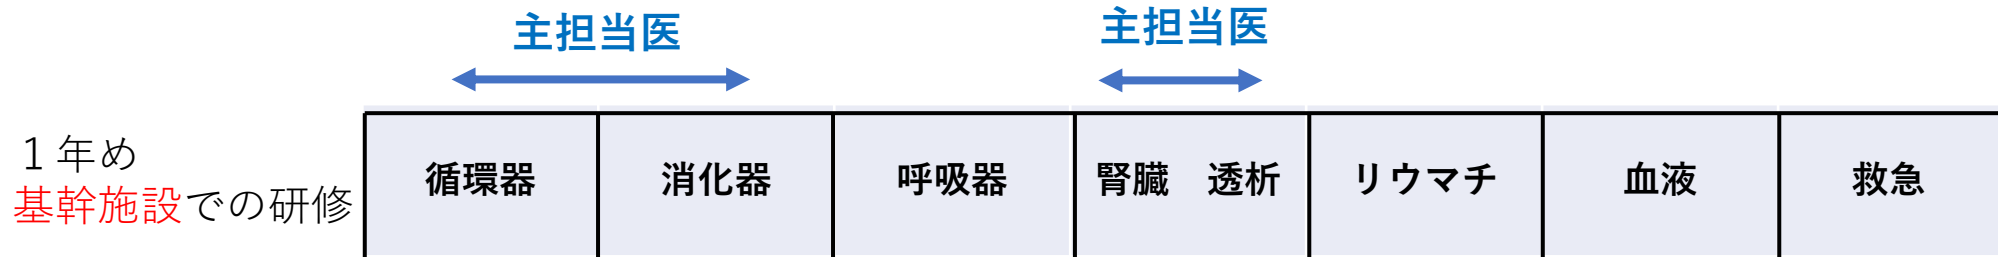 主担当医
主担当医
１年め
基幹施設での研修
循環器
消化器
呼吸器
腎臓　透析
リウマチ
血液
救急